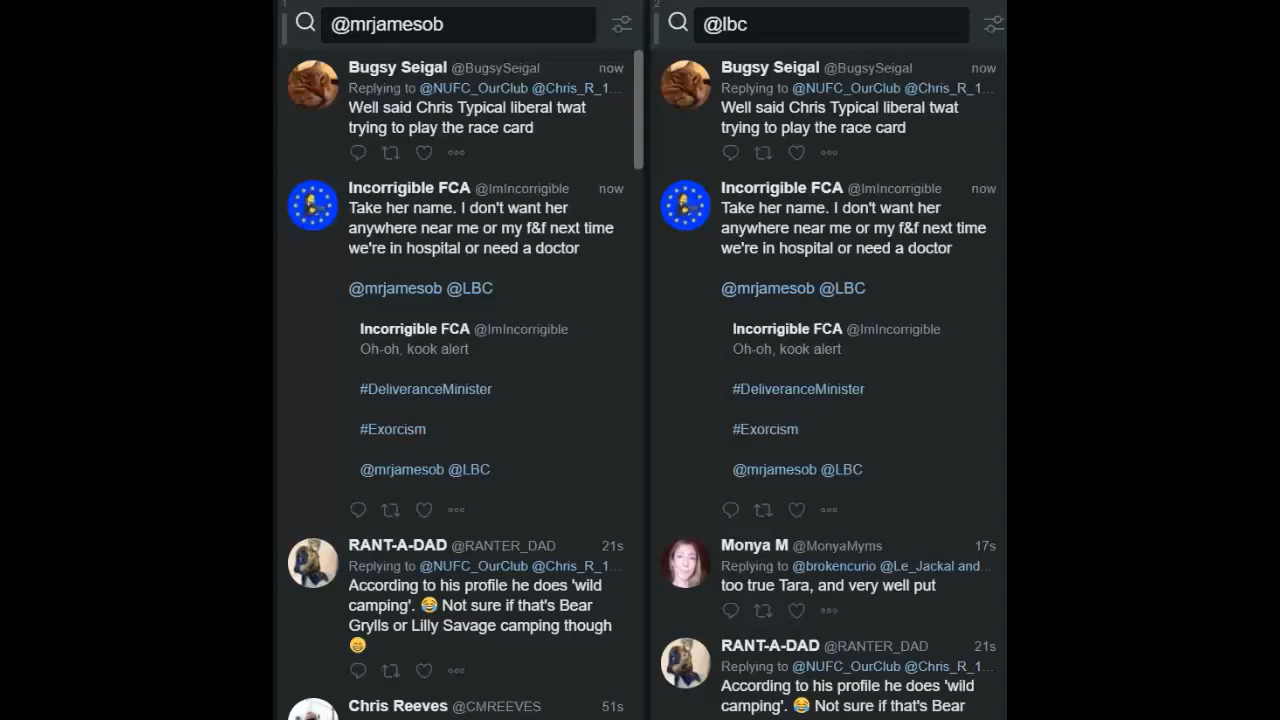 1
@mrjamesob
Bugsy Seigal @BugsySeigal now
Replying to @NUFC_OurClub @Chris_R_1...
Well said Chris Typical liberal twat
trying to play the race card
Incorrigible FCA @ImIncorrigible now
Take her name. I don't want her
anywhere near me or my f&f next time
we're in hospital or need a doctor
@mrjamesob @LBC
Incorrigible FCA @ImIncorrigible
Oh-oh, kook alert
#DeliveranceMinister
#Exorcism
@mrjamesob @LBC
RANT-A-DAD @RANTER_DAD 21s
Replying to @NUFC_OurClub @Chris_R_1...
According to his profile he does 'wild
camping'. 😂 Not sure if that's Bear
Grylls or Lilly Savage camping though
😁
Chris Reeves @CMREEVES 51s
2
@lbc
Bugsy Seigal @BugsySeigal now
Replying to @NUFC_OurClub @Chris_R_1...
Well said Chris Typical liberal twat
trying to play the race card
Incorrigible FCA @ImIncorrigible now
Take her name. I don't want her
anywhere near me or my f&f next time
we're in hospital or need a doctor
@mrjamesob @LBC
Incorrigible FCA @ImIncorrigible
Oh-oh, kook alert
#DeliveranceMinister
#Exorcism
@mrjamesob @LBC
Monya M @MonyaMyms 17s
Replying to @brokencurio @Le_Jackal and...
too true Tara, and very well put
RANT-A-DAD @RANTER_DAD 21s
Replying to @NUFC_OurClub @Chris_R_1...
According to his profile he does 'wild
camping'. 😂 Not sure if that's Bear